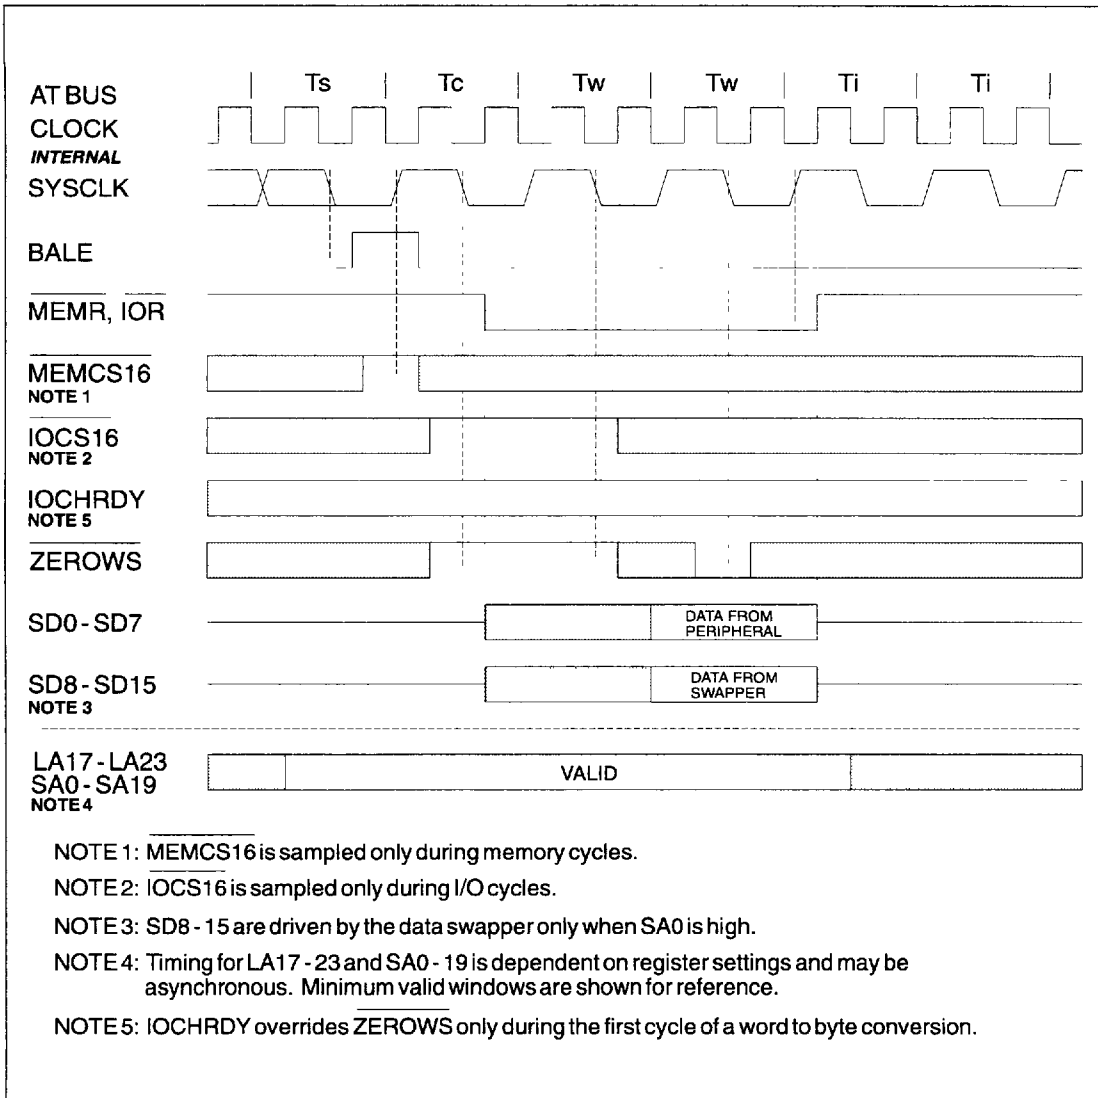 Ts Tc Tw Tw Ti Ti
AT BUS
CLOCK
INTERNAL
SYSCLK
BALE
MEMR, IOR
MEMCS16
NOTE 1
IOCS16
NOTE 2
IOCHRDY
NOTE 5
ZEROWS
SD0 - SD7
DATA FROM
PERIPHERAL
SD8 - SD15
NOTE 3
DATA FROM
SWAPPER
LA17 - LA23
SA0 - SA19
NOTE 4
VALID
NOTE 1: MEMCS16 is sampled only during memory cycles.
NOTE 2: IOCS16 is sampled only during I/O cycles.
NOTE 3: SD8 - 15 are driven by the data swapper only when SA0 is high.
NOTE 4: Timing for LA17 - 23 and SA0 - 19 is dependent on register settings and may be
asynchronous. Minimum valid windows are shown for reference.
NOTE 5: IOCHRDY overrides ZEROWS only during the first cycle of a word to byte conversion.